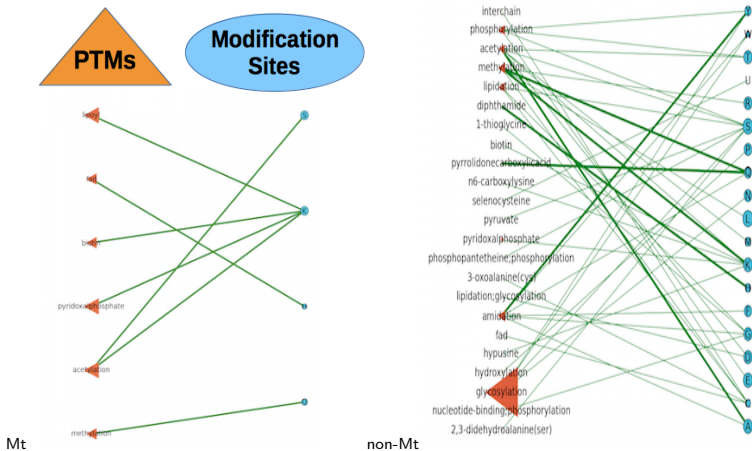 PTMs
Modification
Sites
lipoyl
S
fad
K
biotin
pyridoxalphosphate
acetylation
methylation
Mt
interchain
phosphorylation
acetylation
methylation
lipidation
diphthamide
1-thioglycine
biotin
pyrrolidonecarboxylicacid
n6-carboxylysine
selenocysteine
pyruvate
pyridoxalphosphate
phosphopantetheine;phosphorylation
3-oxoalanine(cys)
lipidation;glycosylation
amidation
fad
hypusine
hydroxylation
glycosylation
nucleotide-binding;phosphorylation
2,3-didehydroalanine(ser)
Y
W
T
U
R
S
P
Q
N
L
M
K
H
F
G
D
E
C
A
non-Mt